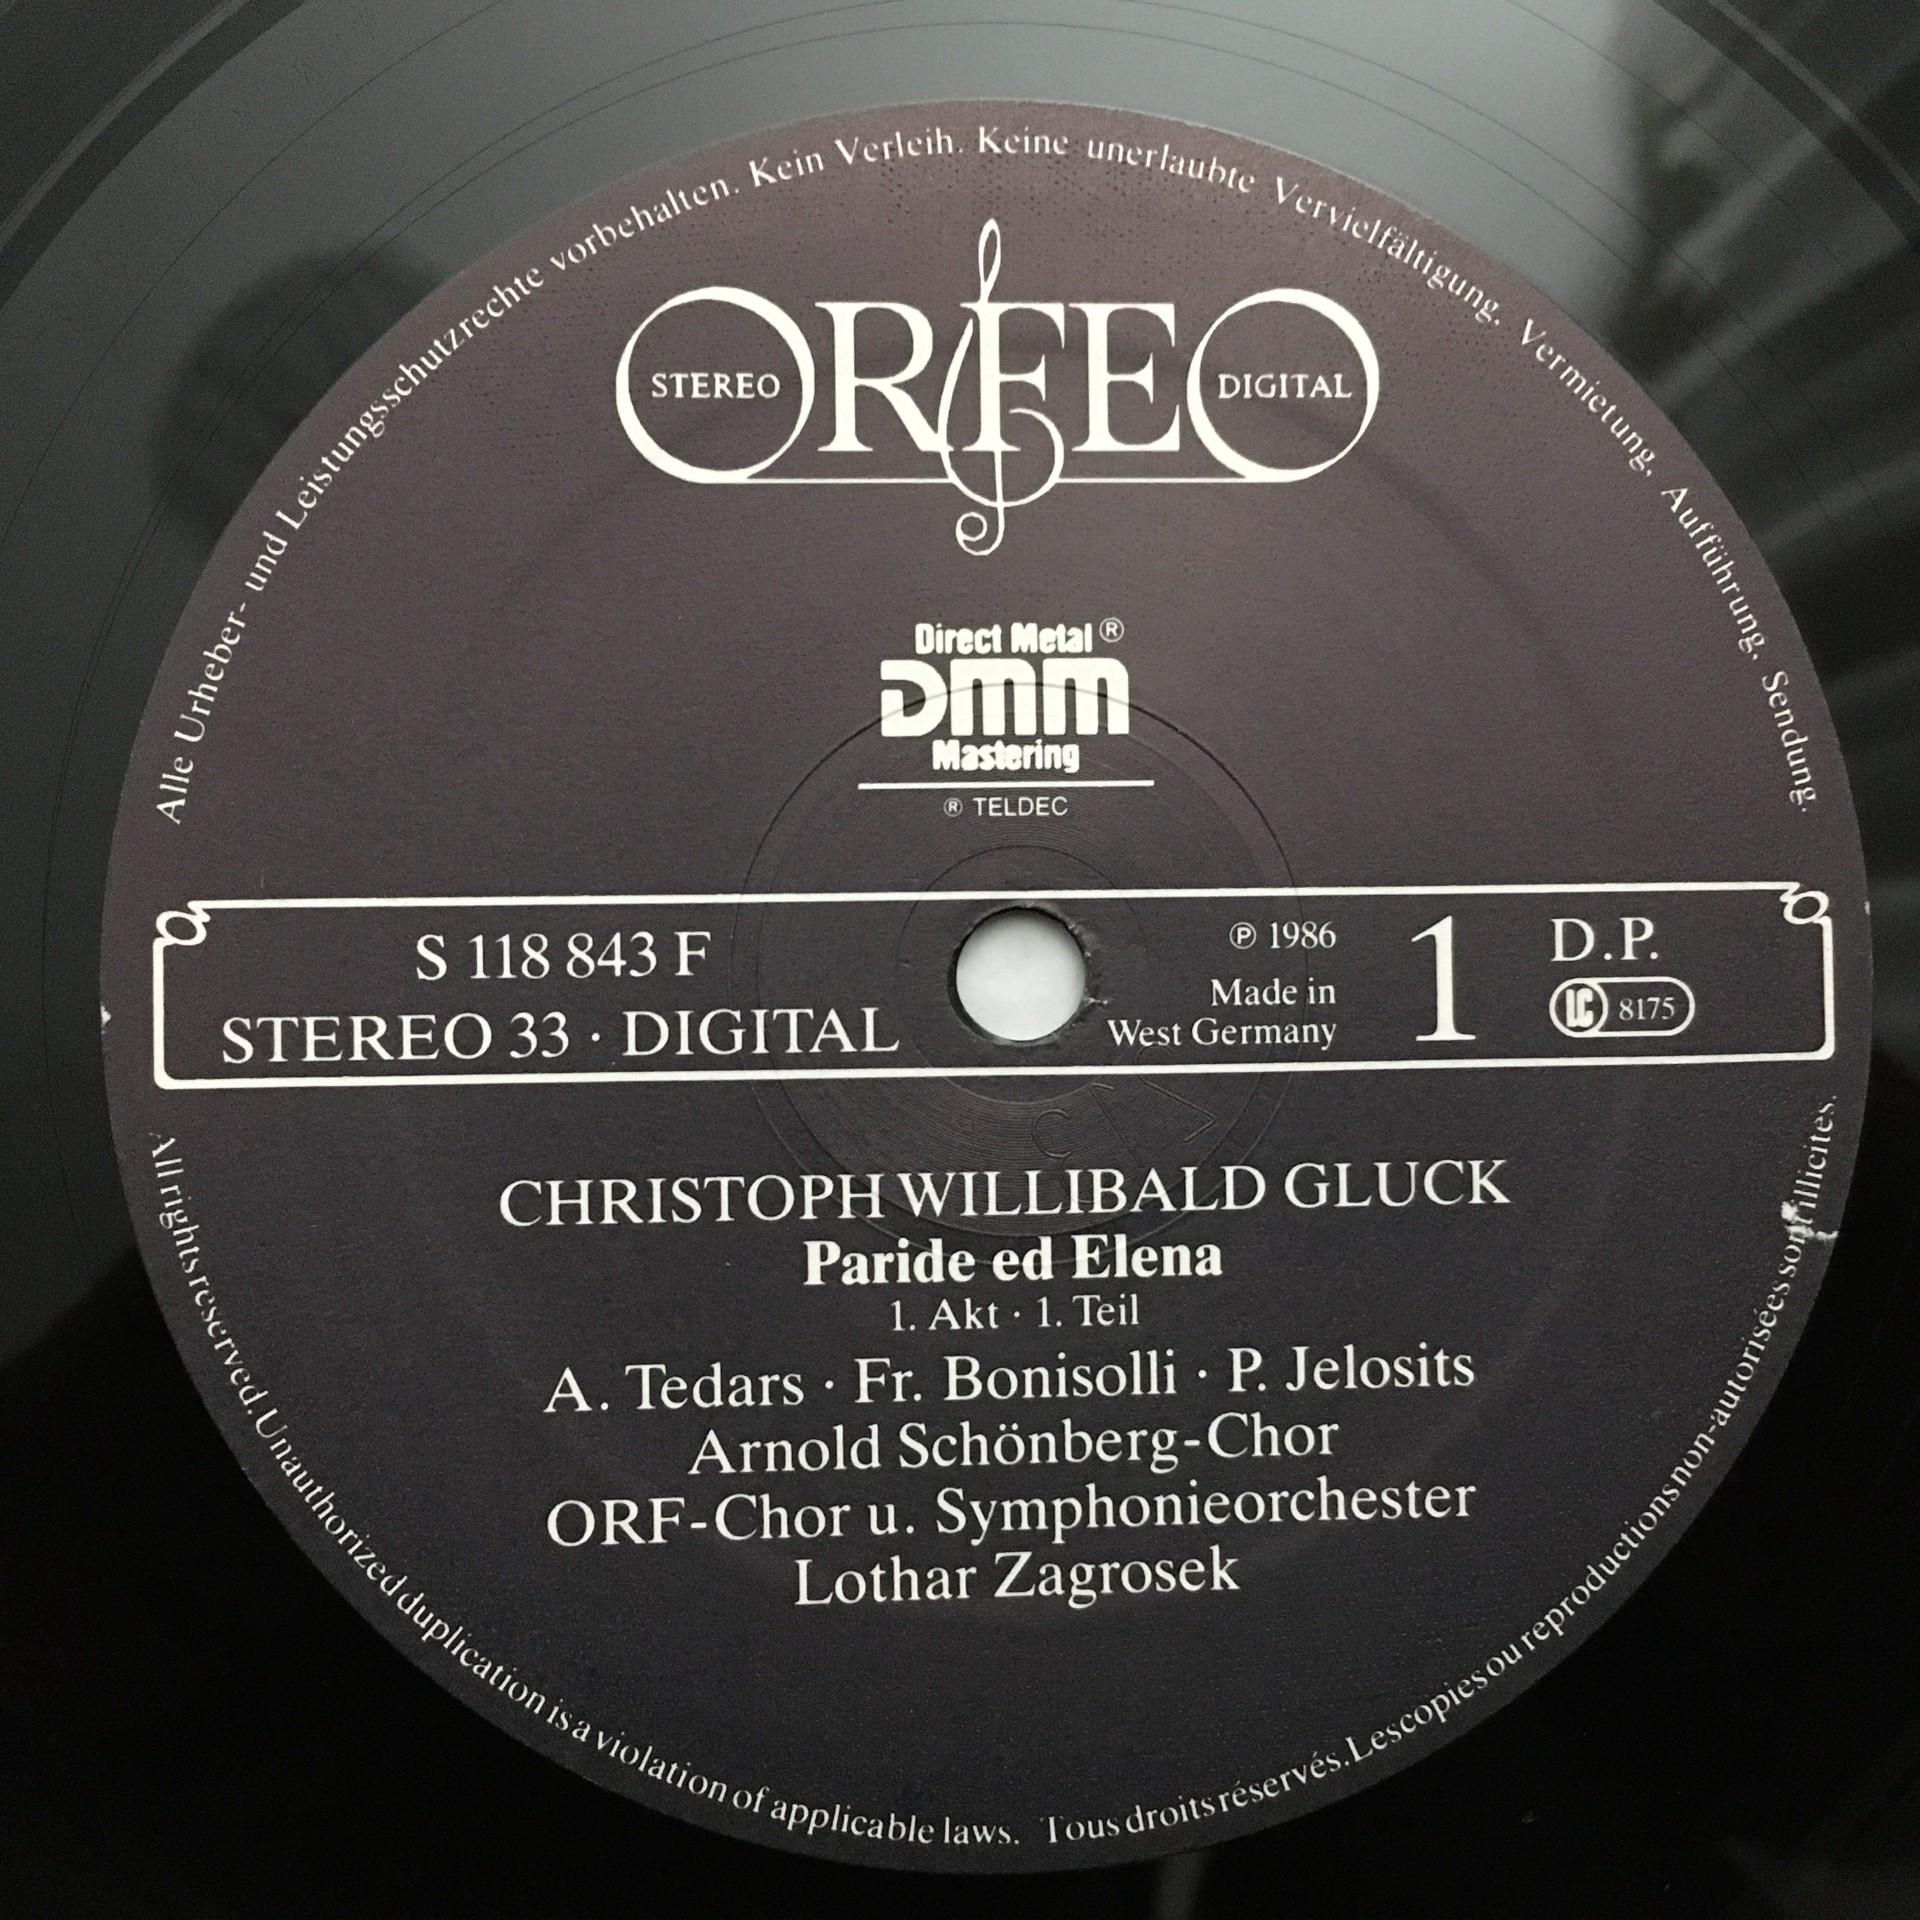 Alle Urheber- und Leistungsschutzrechte vorbehalten. Kein Verleih. Keine unerlaubte Vervielfältigung, Vermietung, Aufführung, Sendung.
ORFEO
STEREO
DIGITAL
Direct Metal ®
DMM
Mastering
® TELDEC
S 118 843 F
STEREO 33 · DIGITAL
℗ 1986
Made in
West Germany
1
D.P.
LC 8175
CHRISTOPH WILLIBALD GLUCK
Paride ed Elena
1. Akt · 1. Teil
A. Tedars · Fr. Bonisolli · P. Jelosits
Arnold Schönberg-Chor
ORF-Chor u. Symphonieorchester
Lothar Zagrosek
All rights reserved. Unauthorized duplication is a violation of applicable laws. Tous droits réservés. Les copies ou reproductions non-autorisées sont illicites.